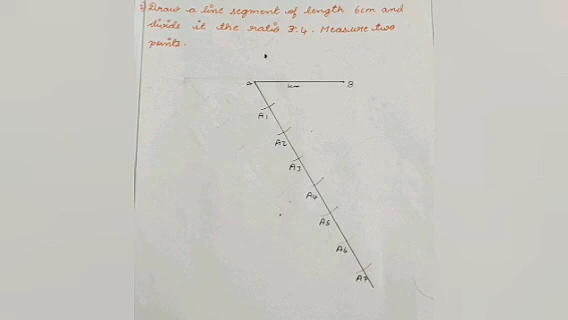 Draw a line segment of length 6cm and
divide it the ratio 3:4. Measure two
points.
A B
A1
A2
A3
A4
A5
A6
A7